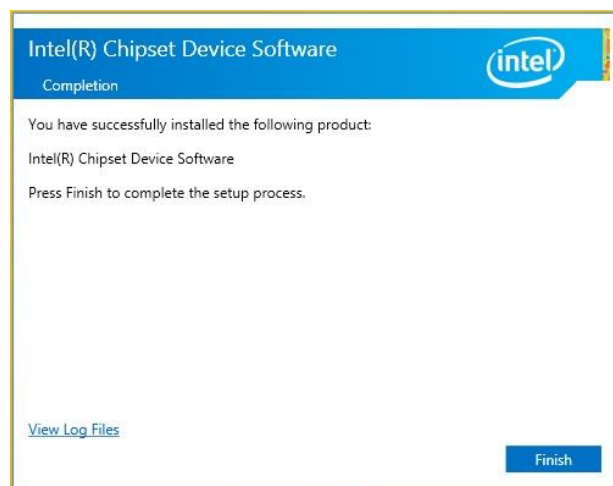 Intel(R) Chipset Device Software
intel
Completion
You have successfully installed the following product:
Intel(R) Chipset Device Software
Press Finish to complete the setup process.
View Log Files
Finish